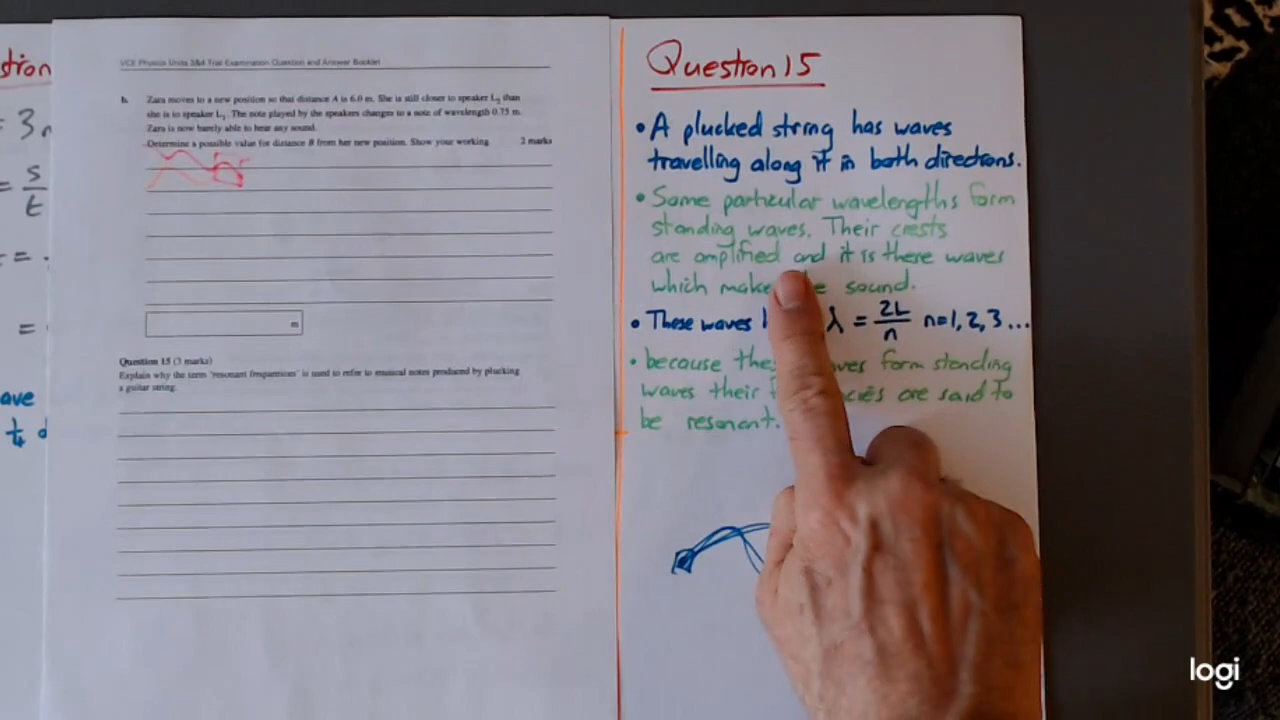 stion
= 3
= s/t
=
=
ave
1/4 d
VCE Physics Units 3&4 Trial Examination Question and Answer Booklet
b. Zara moves to a new position so that distance A is 6.0 m. She is still closer to speaker L₂ than
she is to speaker L₁. The note played by the speakers changes to a note of wavelength 0.75 m.
Zara is now barely able to hear any sound.
Determine a possible value for distance B from her new position. Show your working. 2 marks
m
Question 15 (3 marks)
Explain why the term "resonant frequencies" is used to refer to musical notes produced by plucking
a guitar string.
Question 15
• A plucked string has waves
travelling along it in both directions.
• Some particular wavelengths form
standing waves. Their crests
are amplified and it is there waves
which make sound.
• These waves λ = 2L/n n=1, 2, 3 ...
• because the ves form standing
waves their cies are said to
be resonant.
logi